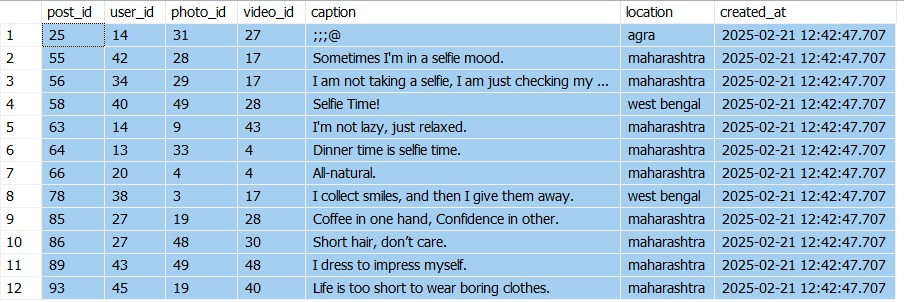 post_id user_id photo_id video_id caption location created_at
1 25 14 31 27 ;;;@ agra 2025-02-21 12:42:47.707
2 55 42 28 17 Sometimes I'm in a selfie mood. maharashtra 2025-02-21 12:42:47.707
3 56 34 29 17 I am not taking a selfie, I am just checking my ... maharashtra 2025-02-21 12:42:47.707
4 58 40 49 28 Selfie Time! west bengal 2025-02-21 12:42:47.707
5 63 14 9 43 I'm not lazy, just relaxed. maharashtra 2025-02-21 12:42:47.707
6 64 13 33 4 Dinner time is selfie time. maharashtra 2025-02-21 12:42:47.707
7 66 20 4 4 All-natural. maharashtra 2025-02-21 12:42:47.707
8 78 38 3 17 I collect smiles, and then I give them away. west bengal 2025-02-21 12:42:47.707
9 85 27 19 28 Coffee in one hand, Confidence in other. maharashtra 2025-02-21 12:42:47.707
10 86 27 48 30 Short hair, don’t care. maharashtra 2025-02-21 12:42:47.707
11 89 43 49 48 I dress to impress myself. maharashtra 2025-02-21 12:42:47.707
12 93 45 19 40 Life is too short to wear boring clothes. maharashtra 2025-02-21 12:42:47.707